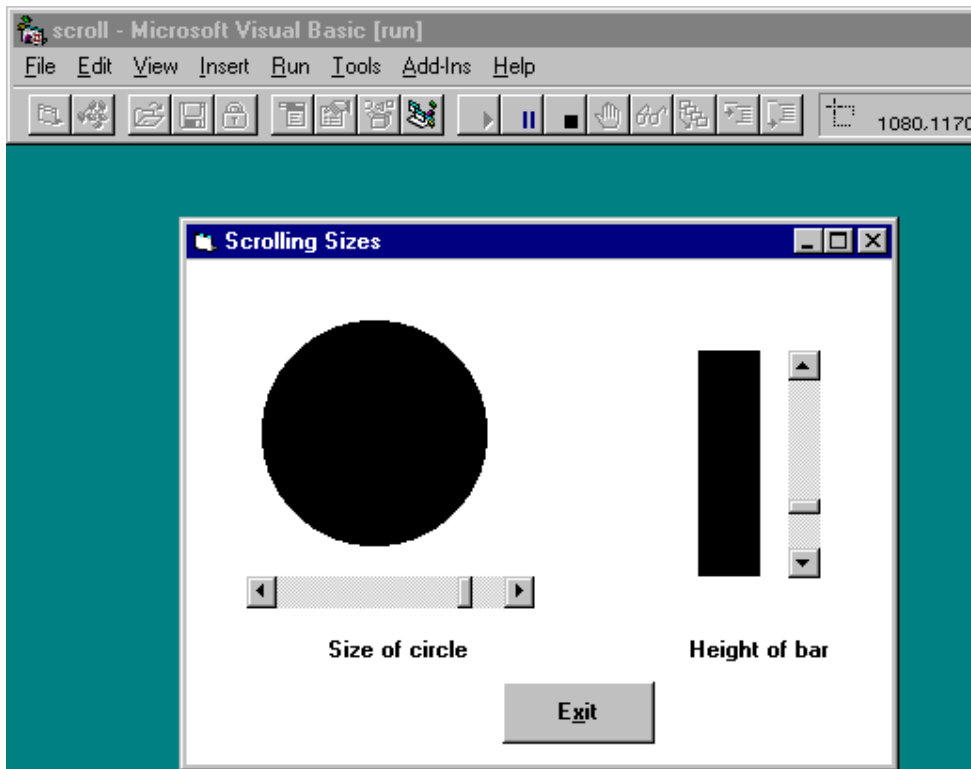 scroll - Microsoft Visual Basic [run]
File Edit View Insert Run Tools Add-Ins Help
1080,1170
Scrolling Sizes
Size of circle
Height of bar
Exit